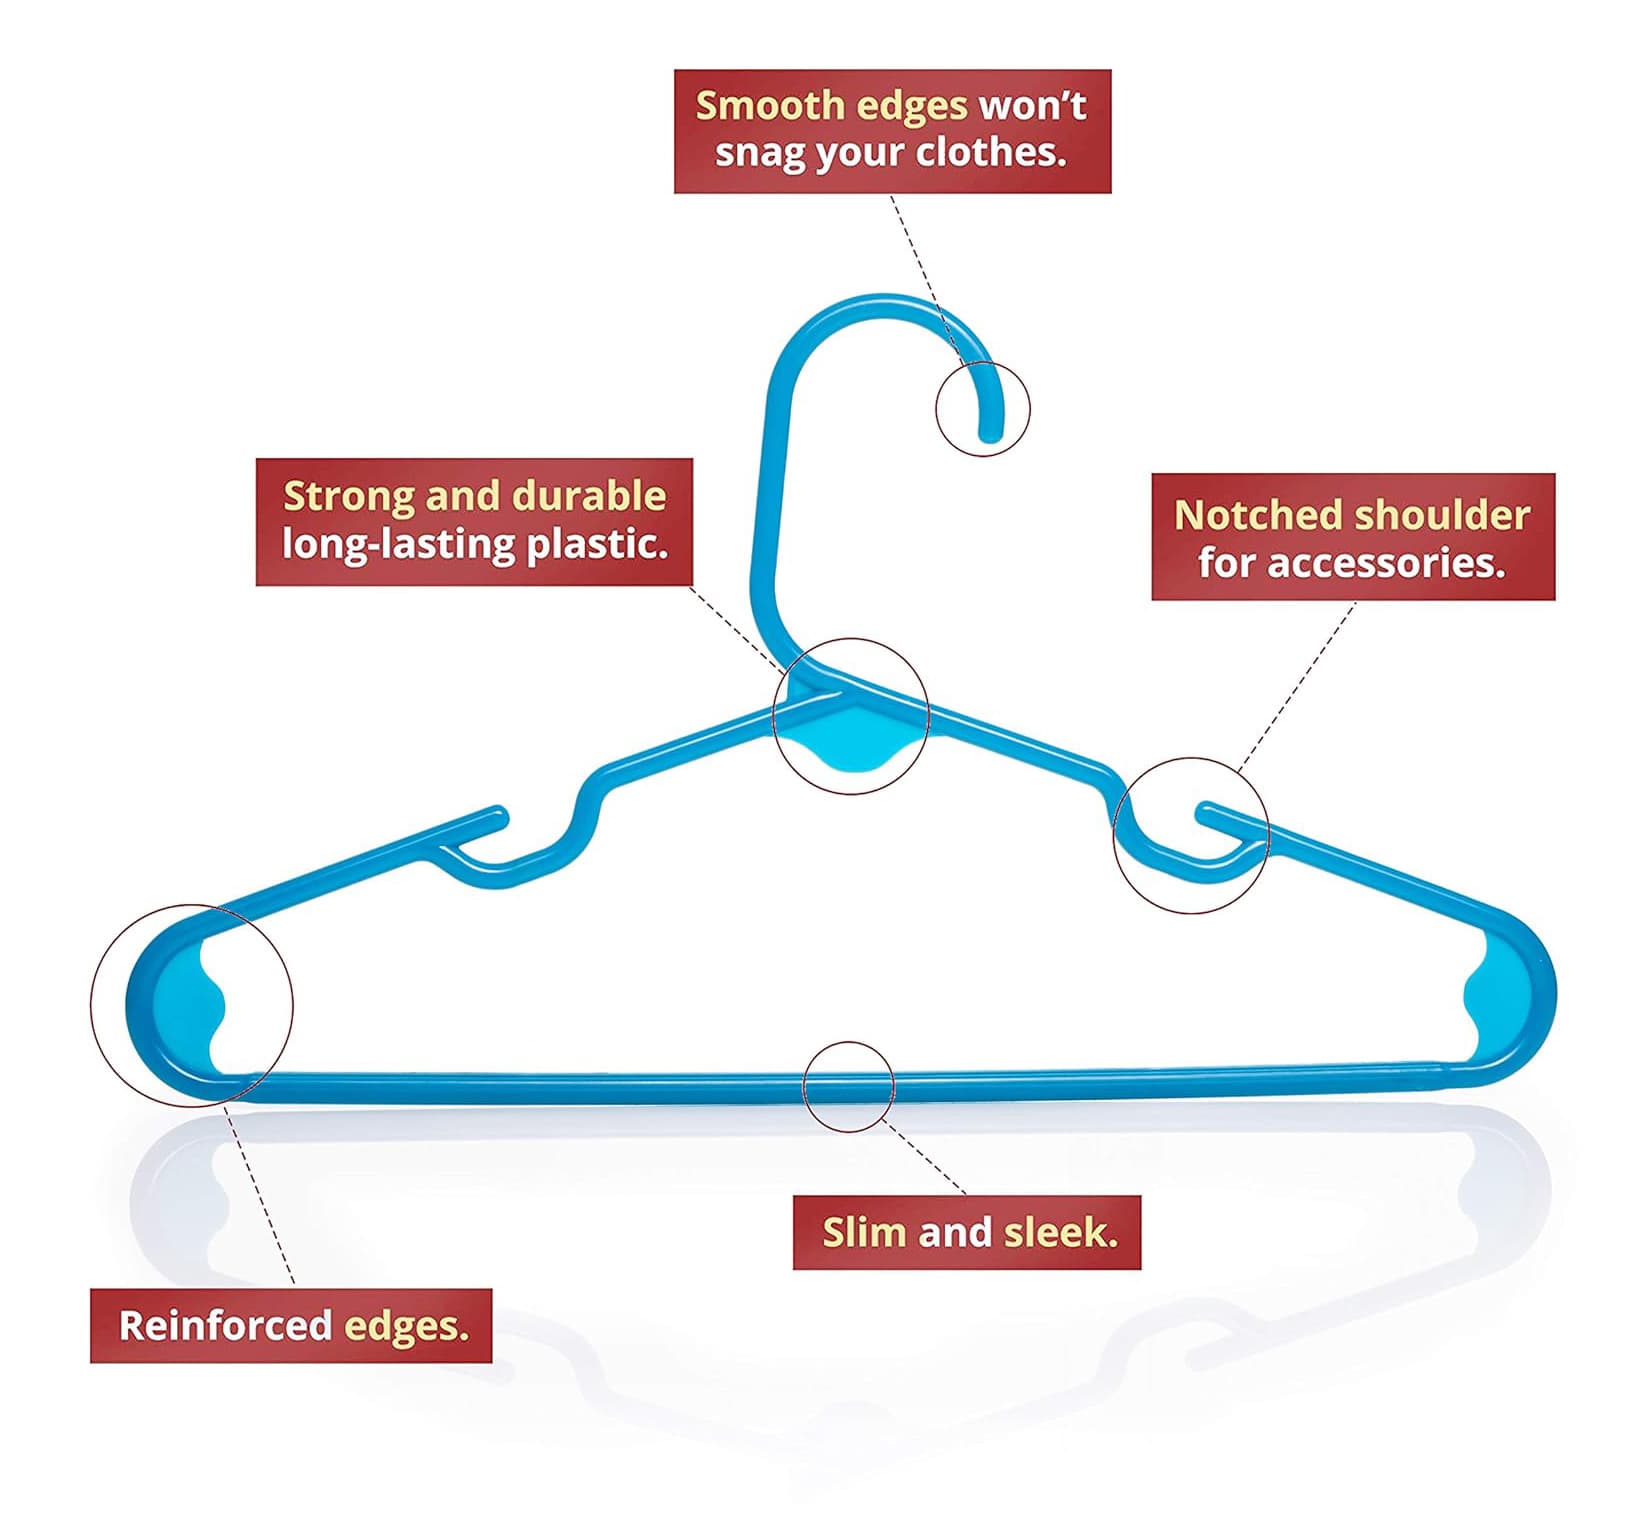 Smooth edges won’t
snag your clothes.
Strong and durable
long-lasting plastic.
Notched shoulder
for accessories.
Slim and sleek.
Reinforced edges.